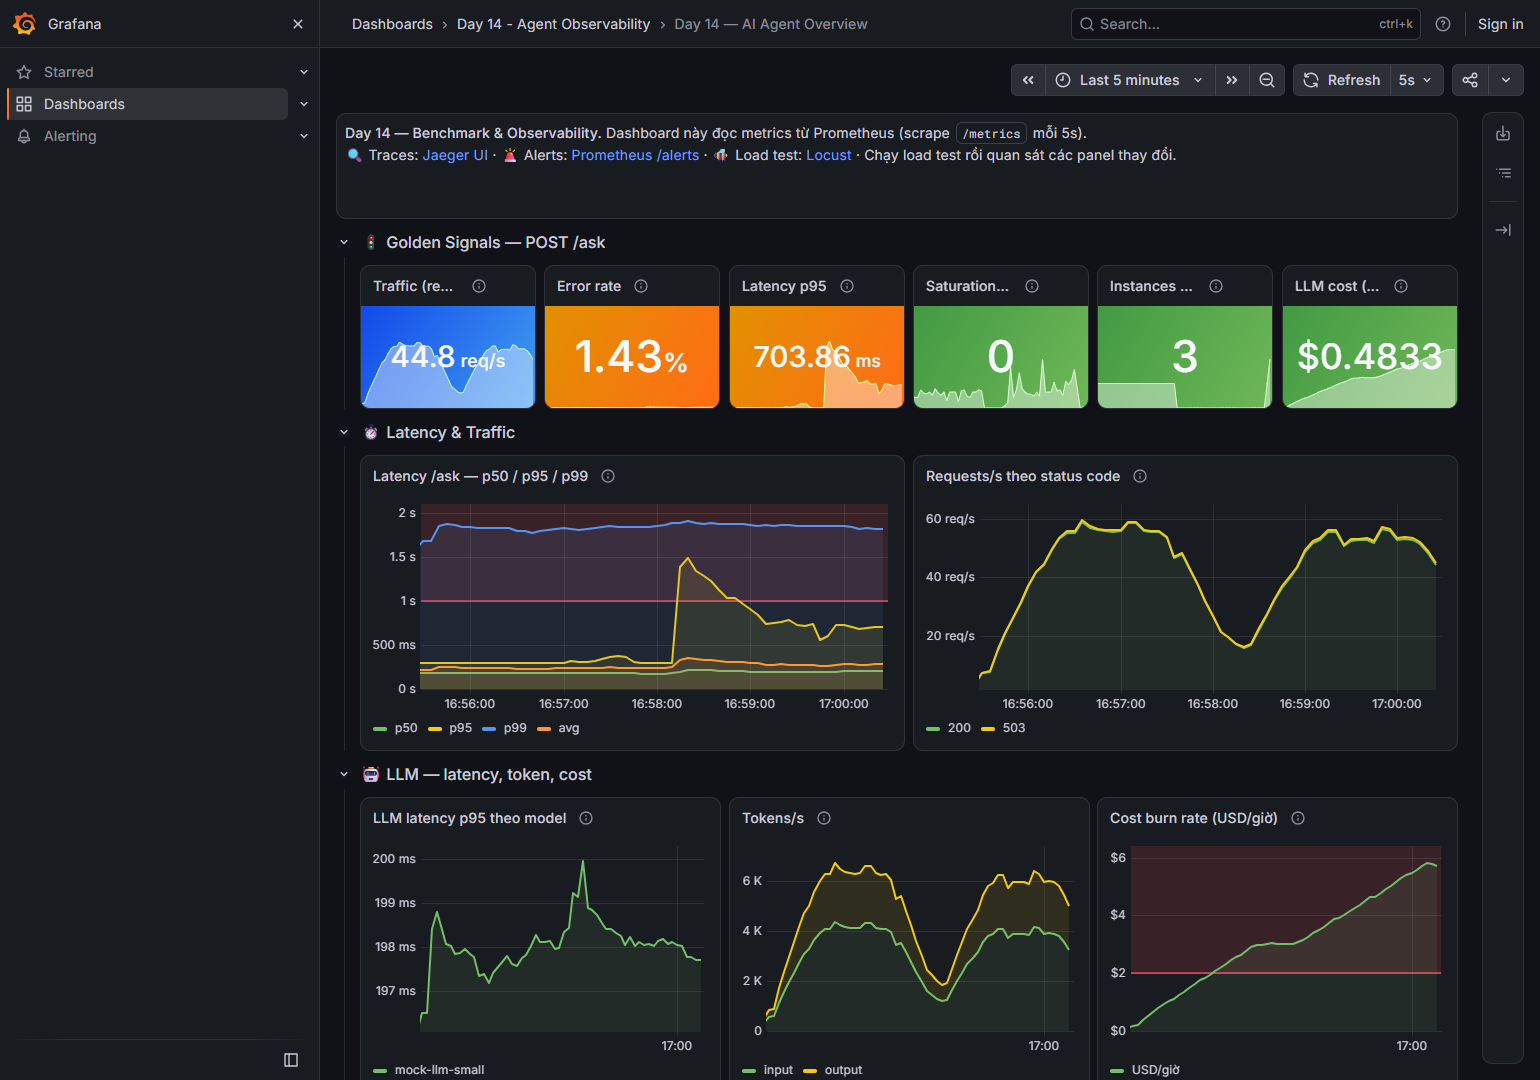 Grafana
Dashboards › Day 14 - Agent Observability › Day 14 — AI Agent Overview
Search... ctrl+k
Sign in
Starred
Dashboards
Alerting
Last 5 minutes
Refresh 5s
Day 14 — Benchmark & Observability. Dashboard này đọc metrics từ Prometheus (scrape /metrics mỗi 5s).
Traces: Jaeger UI · Alerts: Prometheus /alerts · Load test: Locust · Chạy load test rồi quan sát các panel thay đổi.
Golden Signals — POST /ask
Traffic (re...
44.8 req/s
Error rate
1.43%
Latency p95
703.86 ms
Saturation...
0
Instances ...
3
LLM cost (...
$0.4833
Latency & Traffic
Latency /ask — p50 / p95 / p99
2 s
1.5 s
1 s
500 ms
0 s
16:56:00 16:57:00 16:58:00 16:59:00 17:00:00
p50 p95 p99 avg
Requests/s theo status code
60 req/s
40 req/s
20 req/s
16:56:00 16:57:00 16:58:00 16:59:00 17:00:00
200 503
LLM — latency, token, cost
LLM latency p95 theo model
200 ms
199 ms
198 ms
197 ms
17:00
mock-llm-small
Tokens/s
6 K
4 K
2 K
0
17:00
input output
Cost burn rate (USD/giờ)
$6
$4
$2
$0
17:00
USD/giờ